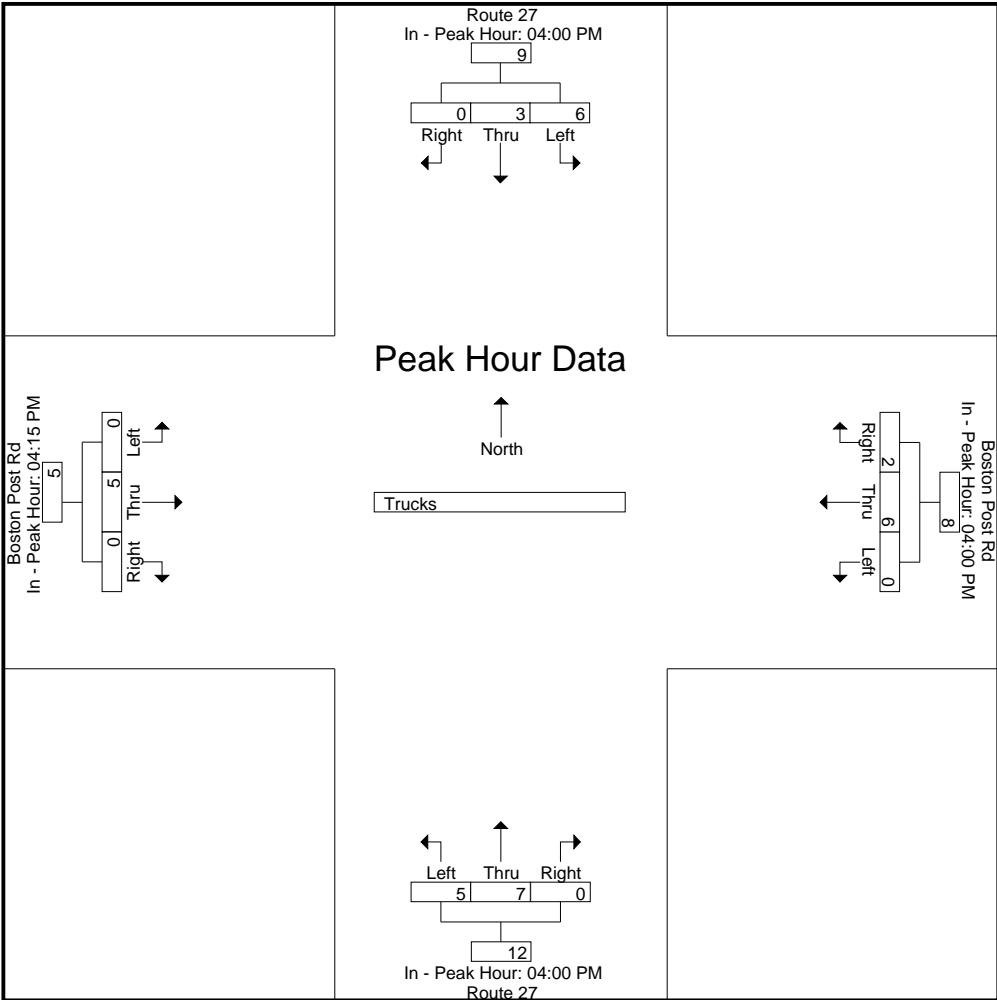 Route 27
In - Peak Hour: 04:00 PM
9
0 3 6
Right Thru Left
Peak Hour Data
North
Trucks
Boston Post Rd
In - Peak Hour: 04:15 PM
5
0 5 0
Left Thru Right
Boston Post Rd
In - Peak Hour: 04:00 PM
8
2 6 0
Right Thru Left
Left Thru Right
5 7 0
12
In - Peak Hour: 04:00 PM
Route 27